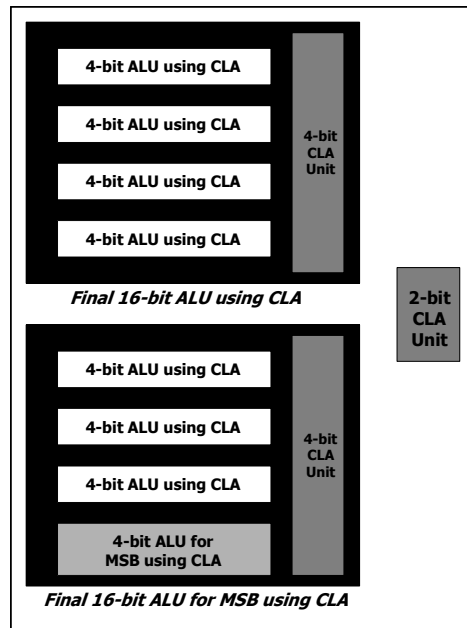 4-bit ALU using CLA
4-bit ALU using CLA
4-bit ALU using CLA
4-bit ALU using CLA
4-bit
CLA
Unit
Final 16-bit ALU using CLA
2-bit
CLA
Unit
4-bit ALU using CLA
4-bit ALU using CLA
4-bit ALU using CLA
4-bit ALU for
MSB using CLA
4-bit
CLA
Unit
Final 16-bit ALU for MSB using CLA